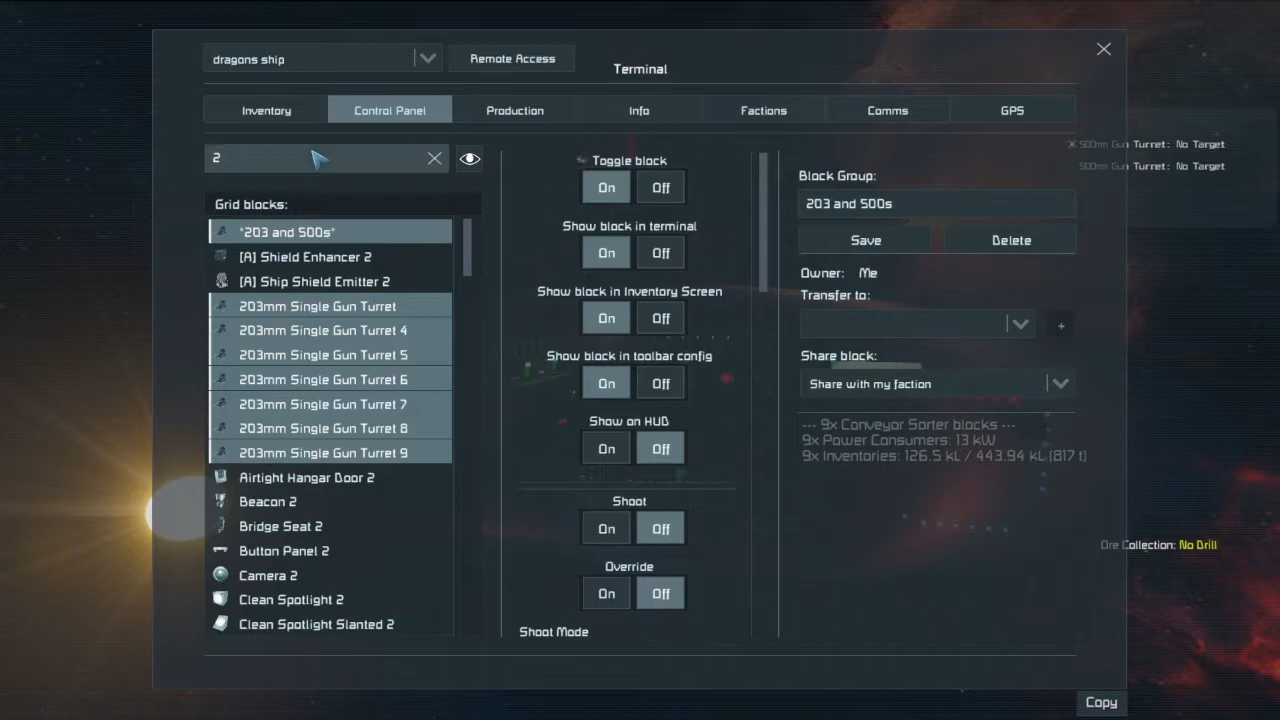 dragons ship
Remote Access
Terminal
Inventory
Control Panel
Production
Info
Factions
Comms
GPS
2
500mm Gun Turret: No Target
500mm Gun Turret: No Target
Grid blocks:
*203 and 500s*
[A] Shield Enhancer 2
[A] Ship Shield Emitter 2
203mm Single Gun Turret
203mm Single Gun Turret 4
203mm Single Gun Turret 5
203mm Single Gun Turret 6
203mm Single Gun Turret 7
203mm Single Gun Turret 8
203mm Single Gun Turret 9
Airtight Hangar Door 2
Beacon 2
Bridge Seat 2
Button Panel 2
Camera 2
Clean Spotlight 2
Clean Spotlight Slanted 2
Toggle block
On Off
Show block in terminal
On Off
Show block in Inventory Screen
On Off
Show block in toolbar config
On Off
Show on HUD
On Off
Shoot
On Off
Override
On Off
Shoot Mode
Block Group:
203 and 500s
Save
Delete
Owner: Me
Transfer to:
+
Share block:
Share with my faction
--- 9x Conveyor Sorter blocks ---
9x Power Consumers: 13 kW
9x Inventories: 126.5 kL / 443.94 kL (817 t)
Ore Collection: No Drill
Copy